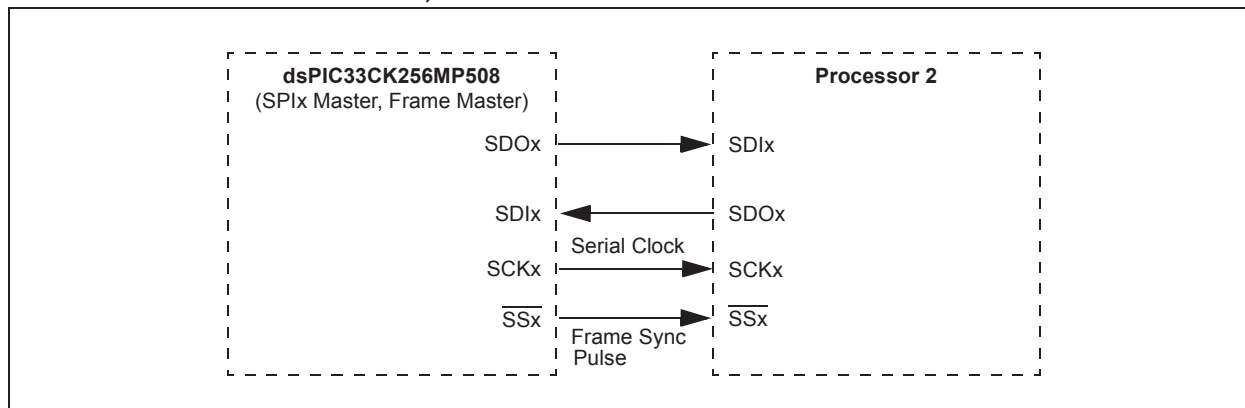 dsPIC33CK256MP508
(SPIx Master, Frame Master)
Processor 2
SDOx
SDIx
SDIx
SDOx
Serial Clock
SCKx
SCKx
SSx
SSx
Frame Sync
Pulse